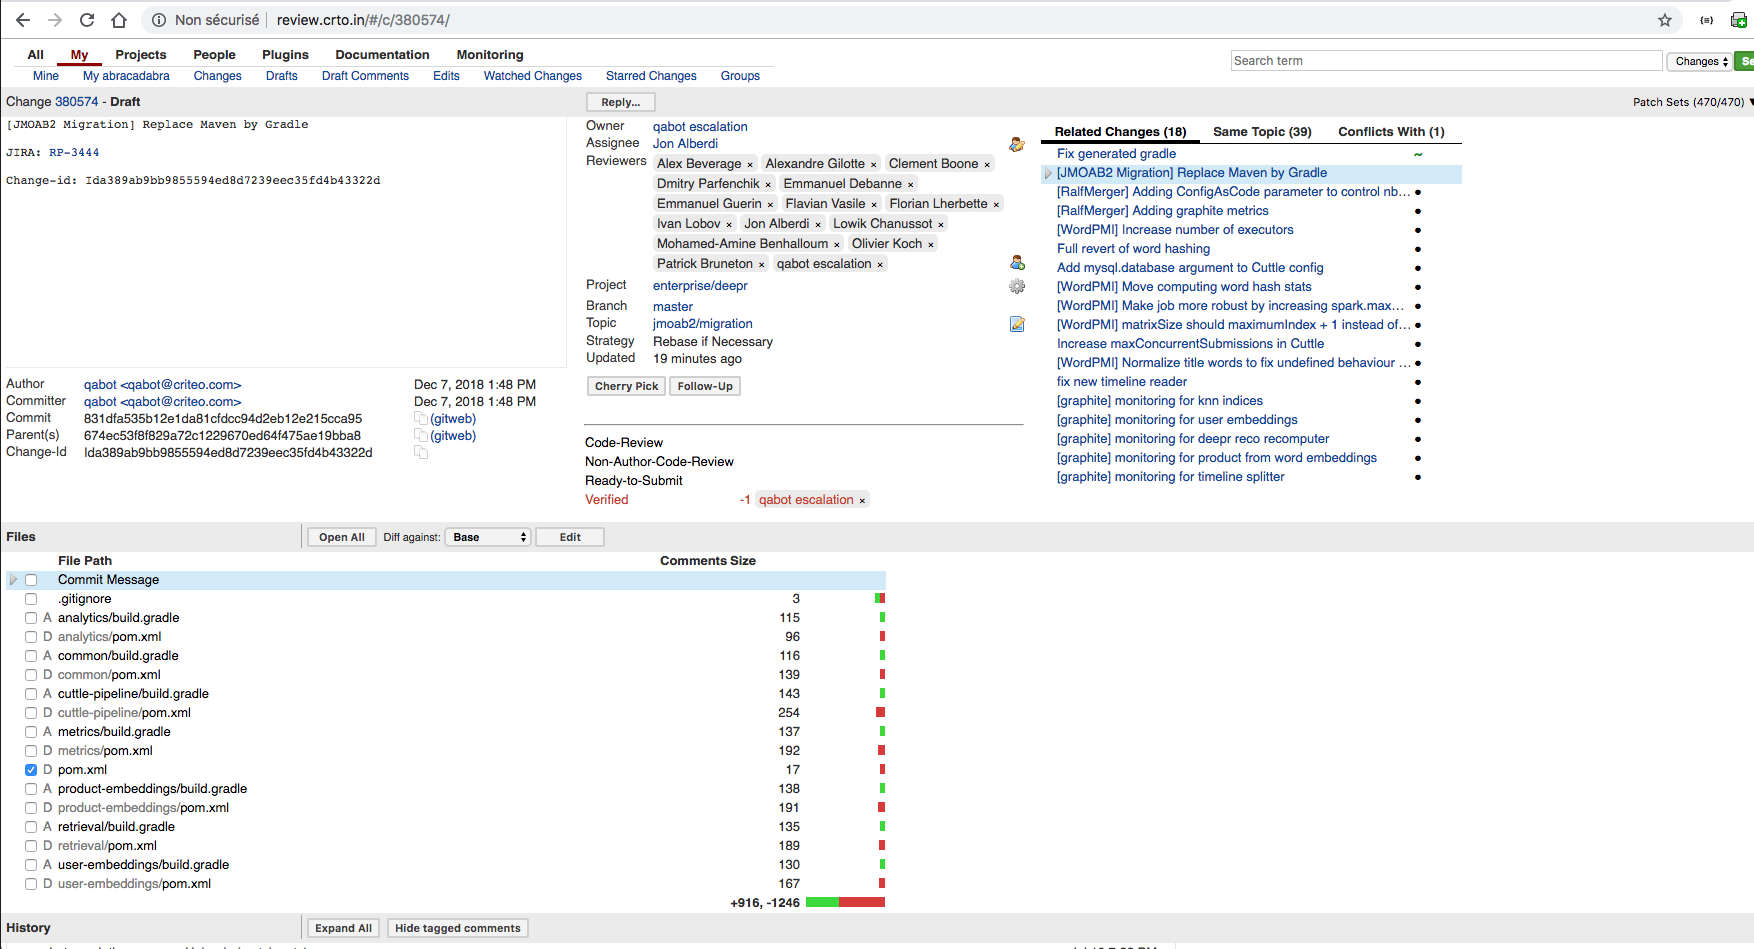 Non sécurisé | review.crto.in/#/c/380574/
All My Projects People Plugins Documentation Monitoring
Mine My abracadabra Changes Drafts Draft Comments Edits Watched Changes Starred Changes Groups
Search term
Changes
Se
Change 380574 - Draft
Reply...
Patch Sets (470/470) ▼
[JMOAB2 Migration] Replace Maven by Gradle
JIRA: RP-3444
Change-id: Ida389ab9bb9855594ed8d7239eec35fd4b43322d
Author qabot <qabot@criteo.com> Dec 7, 2018 1:48 PM
Committer qabot <qabot@criteo.com> Dec 7, 2018 1:48 PM
Commit 831dfa535b12e1da81cfdcc94d2eb12e215cca95 (gitweb)
Parent(s) 674ec53f8f829a72c1229670ed64f475ae19bba8 (gitweb)
Change-Id Ida389ab9bb9855594ed8d7239eec35fd4b43322d
Owner qabot escalation
Assignee Jon Alberdi
Reviewers Alex Beverage × Alexandre Gilotte × Clement Boone ×
Dmitry Parfenchik × Emmanuel Debanne ×
Emmanuel Guerin × Flavian Vasile × Florian Lherbette ×
Ivan Lobov × Jon Alberdi × Lowik Chanussot ×
Mohamed-Amine Benhalloum × Olivier Koch ×
Patrick Bruneton × qabot escalation ×
Project enterprise/deepr
Branch master
Topic jmoab2/migration
Strategy Rebase if Necessary
Updated 19 minutes ago
Cherry Pick Follow-Up
Code-Review
Non-Author-Code-Review
Ready-to-Submit
Verified -1 qabot escalation ×
Related Changes (18) Same Topic (39) Conflicts With (1)
Fix generated gradle ~
[JMOAB2 Migration] Replace Maven by Gradle
[RalfMerger] Adding ConfigAsCode parameter to control nb... ●
[RalfMerger] Adding graphite metrics ●
[WordPMI] Increase number of executors ●
Full revert of word hashing ●
Add mysql.database argument to Cuttle config ●
[WordPMI] Move computing word hash stats ●
[WordPMI] Make job more robust by increasing spark.max... ●
[WordPMI] matrixSize should maximumIndex + 1 instead of... ●
Increase maxConcurrentSubmissions in Cuttle ●
[WordPMI] Normalize title words to fix undefined behaviour ... ●
fix new timeline reader ●
[graphite] monitoring for knn indices ●
[graphite] monitoring for user embeddings ●
[graphite] monitoring for deepr reco recomputer ●
[graphite] monitoring for product from word embeddings ●
[graphite] monitoring for timeline splitter ●
Files Open All Diff against: Base Edit
File Path Comments Size
Commit Message
.gitignore 3
A analytics/build.gradle 115
D analytics/pom.xml 96
A common/build.gradle 116
D common/pom.xml 139
A cuttle-pipeline/build.gradle 143
D cuttle-pipeline/pom.xml 254
A metrics/build.gradle 137
D metrics/pom.xml 192
D pom.xml 17
A product-embeddings/build.gradle 138
D product-embeddings/pom.xml 191
A retrieval/build.gradle 135
D retrieval/pom.xml 189
A user-embeddings/build.gradle 130
D user-embeddings/pom.xml 167
+916, -1246
History Expand All Hide tagged comments